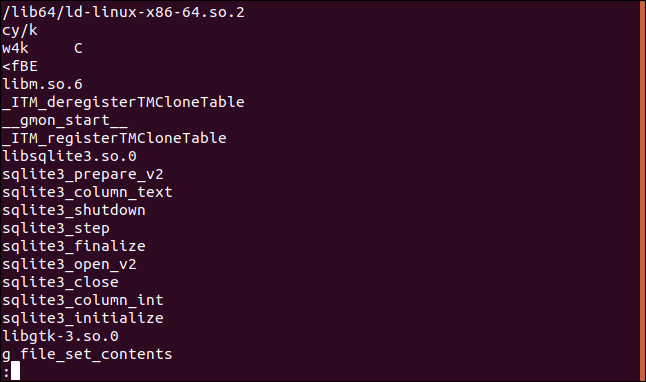 /lib64/ld-linux-x86-64.so.2
cy/k
w4k     C
<fBE
libm.so.6
_ITM_deregisterTMCloneTable
__gmon_start__
_ITM_registerTMCloneTable
libsqlite3.so.0
sqlite3_prepare_v2
sqlite3_column_text
sqlite3_shutdown
sqlite3_step
sqlite3_finalize
sqlite3_open_v2
sqlite3_close
sqlite3_column_int
sqlite3_initialize
libgtk-3.so.0
g_file_set_contents
: